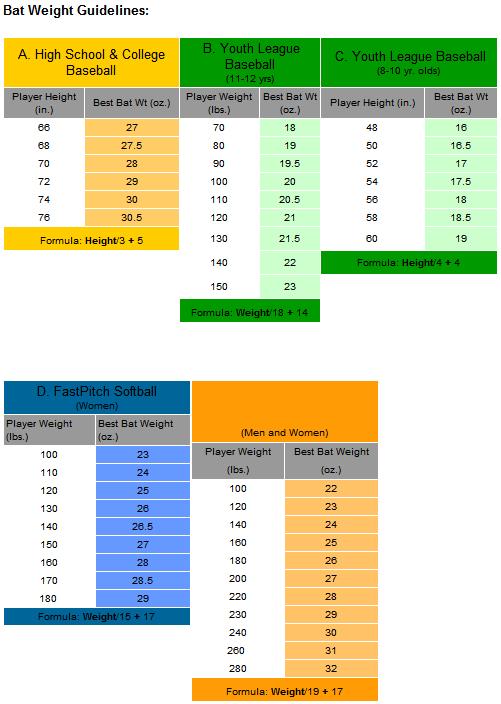 Bat Weight Guidelines:
A. High School & College
Baseball
Player Height
(in.)
Best Bat Wt (oz.)
66 27
68 27.5
70 28
72 29
74 30
76 30.5
Formula: Height/3 + 5
B. Youth League
Baseball
(11-12 yrs)
Player Weight
(lbs.)
Best Bat Wt
(oz.)
70 18
80 19
90 19.5
100 20
110 20.5
120 21
130 21.5
140 22
150 23
Formula: Weight/18 + 14
C. Youth League Baseball
(8-10 yr. olds)
Player Height (in.)
Best Bat Wt
(oz.)
48 16
50 16.5
52 17
54 17.5
56 18
58 18.5
60 19
Formula: Height/4 + 4
D. FastPitch Softball
(Women)
Player Weight
(lbs.)
Best Bat Weight
(oz.)
100 23
110 24
120 25
130 26
140 26.5
150 27
160 28
170 28.5
180 29
Formula: Weight/15 + 17
(Men and Women)
Player Weight
(lbs.)
Best Bat Weight
(oz.)
100 22
120 23
140 24
160 25
180 26
200 27
220 28
230 29
240 30
260 31
280 32
Formula: Weight/19 + 17